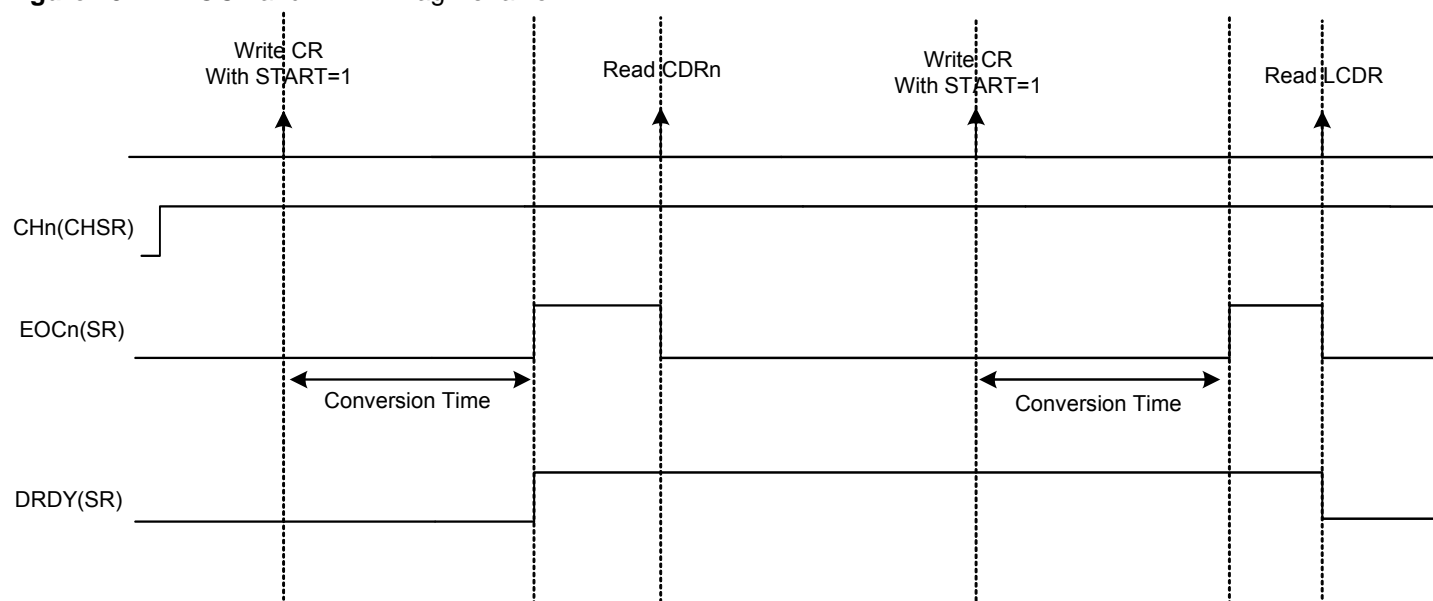 Write CR
With START=1
Read CDRn
Write CR
With START=1
Read LCDR
CHn(CHSR)
EOCn(SR)
Conversion Time
Conversion Time
DRDY(SR)